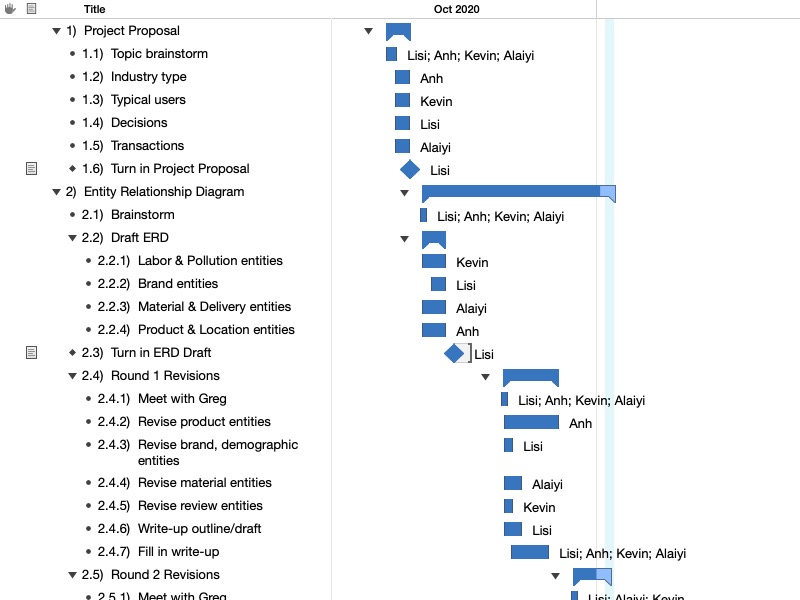 Title Oct 2020
1) Project Proposal
1.1) Topic brainstorm Lisi; Anh; Kevin; Alaiyi
1.2) Industry type Anh
1.3) Typical users Kevin
1.4) Decisions Lisi
1.5) Transactions Alaiyi
1.6) Turn in Project Proposal Lisi
2) Entity Relationship Diagram
2.1) Brainstorm Lisi; Anh; Kevin; Alaiyi
2.2) Draft ERD
2.2.1) Labor & Pollution entities Kevin
2.2.2) Brand entities Lisi
2.2.3) Material & Delivery entities Alaiyi
2.2.4) Product & Location entities Anh
2.3) Turn in ERD Draft Lisi
2.4) Round 1 Revisions
2.4.1) Meet with Greg Lisi; Anh; Kevin; Alaiyi
2.4.2) Revise product entities Anh
2.4.3) Revise brand, demographic Lisi
entities
2.4.4) Revise material entities Alaiyi
2.4.5) Revise review entities Kevin
2.4.6) Write-up outline/draft Lisi
2.4.7) Fill in write-up Lisi; Anh; Kevin; Alaiyi
2.5) Round 2 Revisions
2.5.1) Meet with Greg Lisi; Alaiyi; Kevin